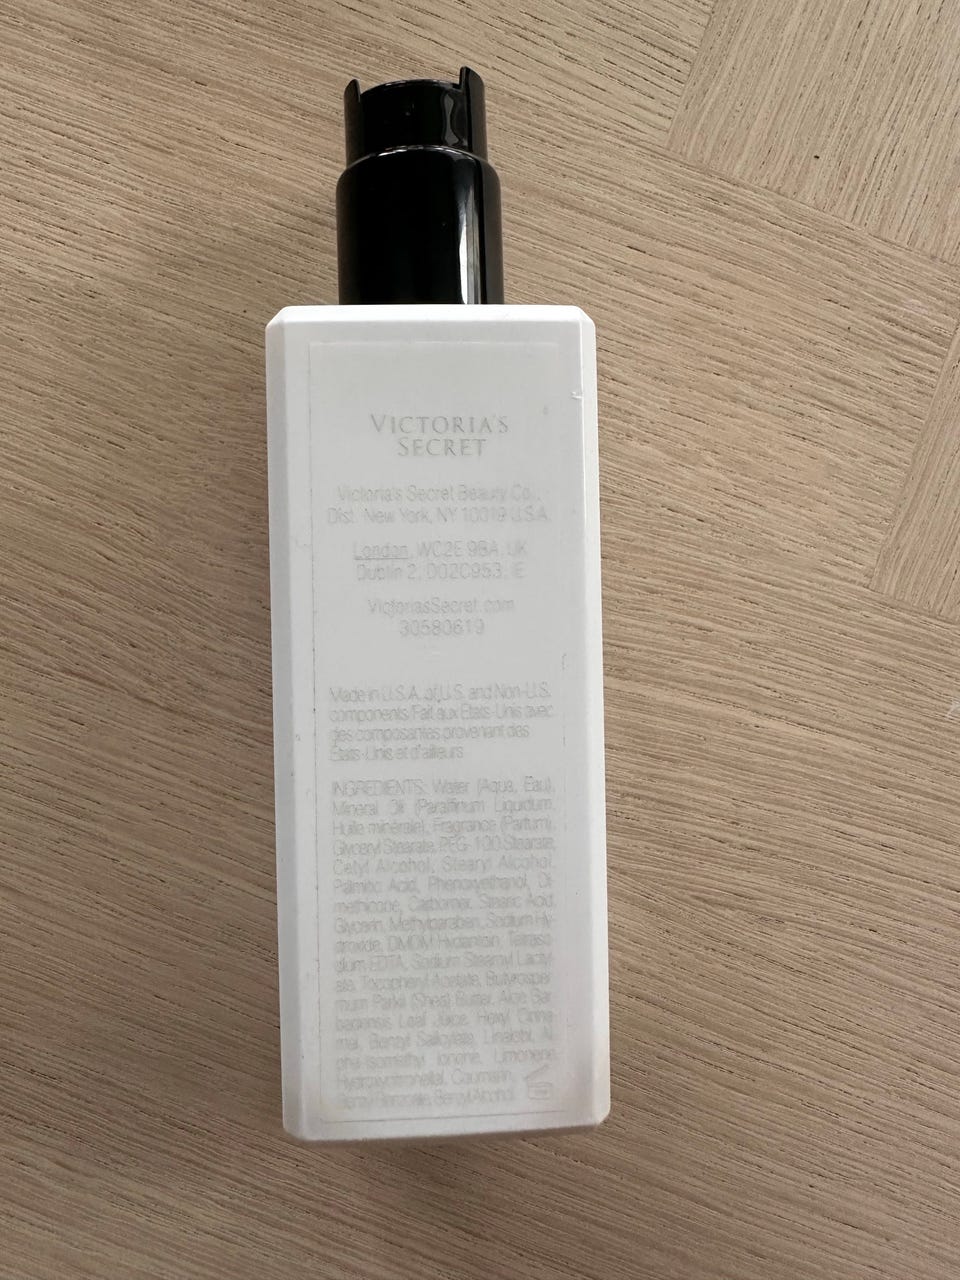 VICTORIA'S
SECRET
Victoria's Secret Beauty Co.,
Dist. New York, NY 10019 U.S.A.
London, WC2E 9BA, UK
Dublin 2, D02C953, IE
VictoriasSecret.com
30580619
Made in U.S.A. of U.S. and Non-U.S.
components/Fait aux États-Unis avec
des composantes provenant des
États-Unis et d'ailleurs
INGREDIENTS: Water (Aqua, Eau),
Mineral Oil (Paraffinum Liquidum,
Huile minérale), Fragrance (Parfum),
Glyceryl Stearate, PEG-100 Stearate,
Cetyl Alcohol, Stearyl Alcohol,
Palmitic Acid, Phenoxyethanol, Di
methicone, Carbomer, Stearic Acid,
Glycerin, Methylparaben, Sodium Hy-
droxide, DMDM Hydantoin, Tetraso
dium EDTA, Sodium Stearoyl Lactyl
ate, Tocopheryl Acetate, Butyrosper
mum Parkii (Shea) Butter, Aloe Bar
badensis Leaf Juice, Hexyl Cinna
mal, Benzyl Salicylate, Linalool, Al
pha-Isomethyl Ionone, Limonene,
Hydroxycitronellal, Coumarin,
Benzyl Benzoate, Benzyl Alcohol